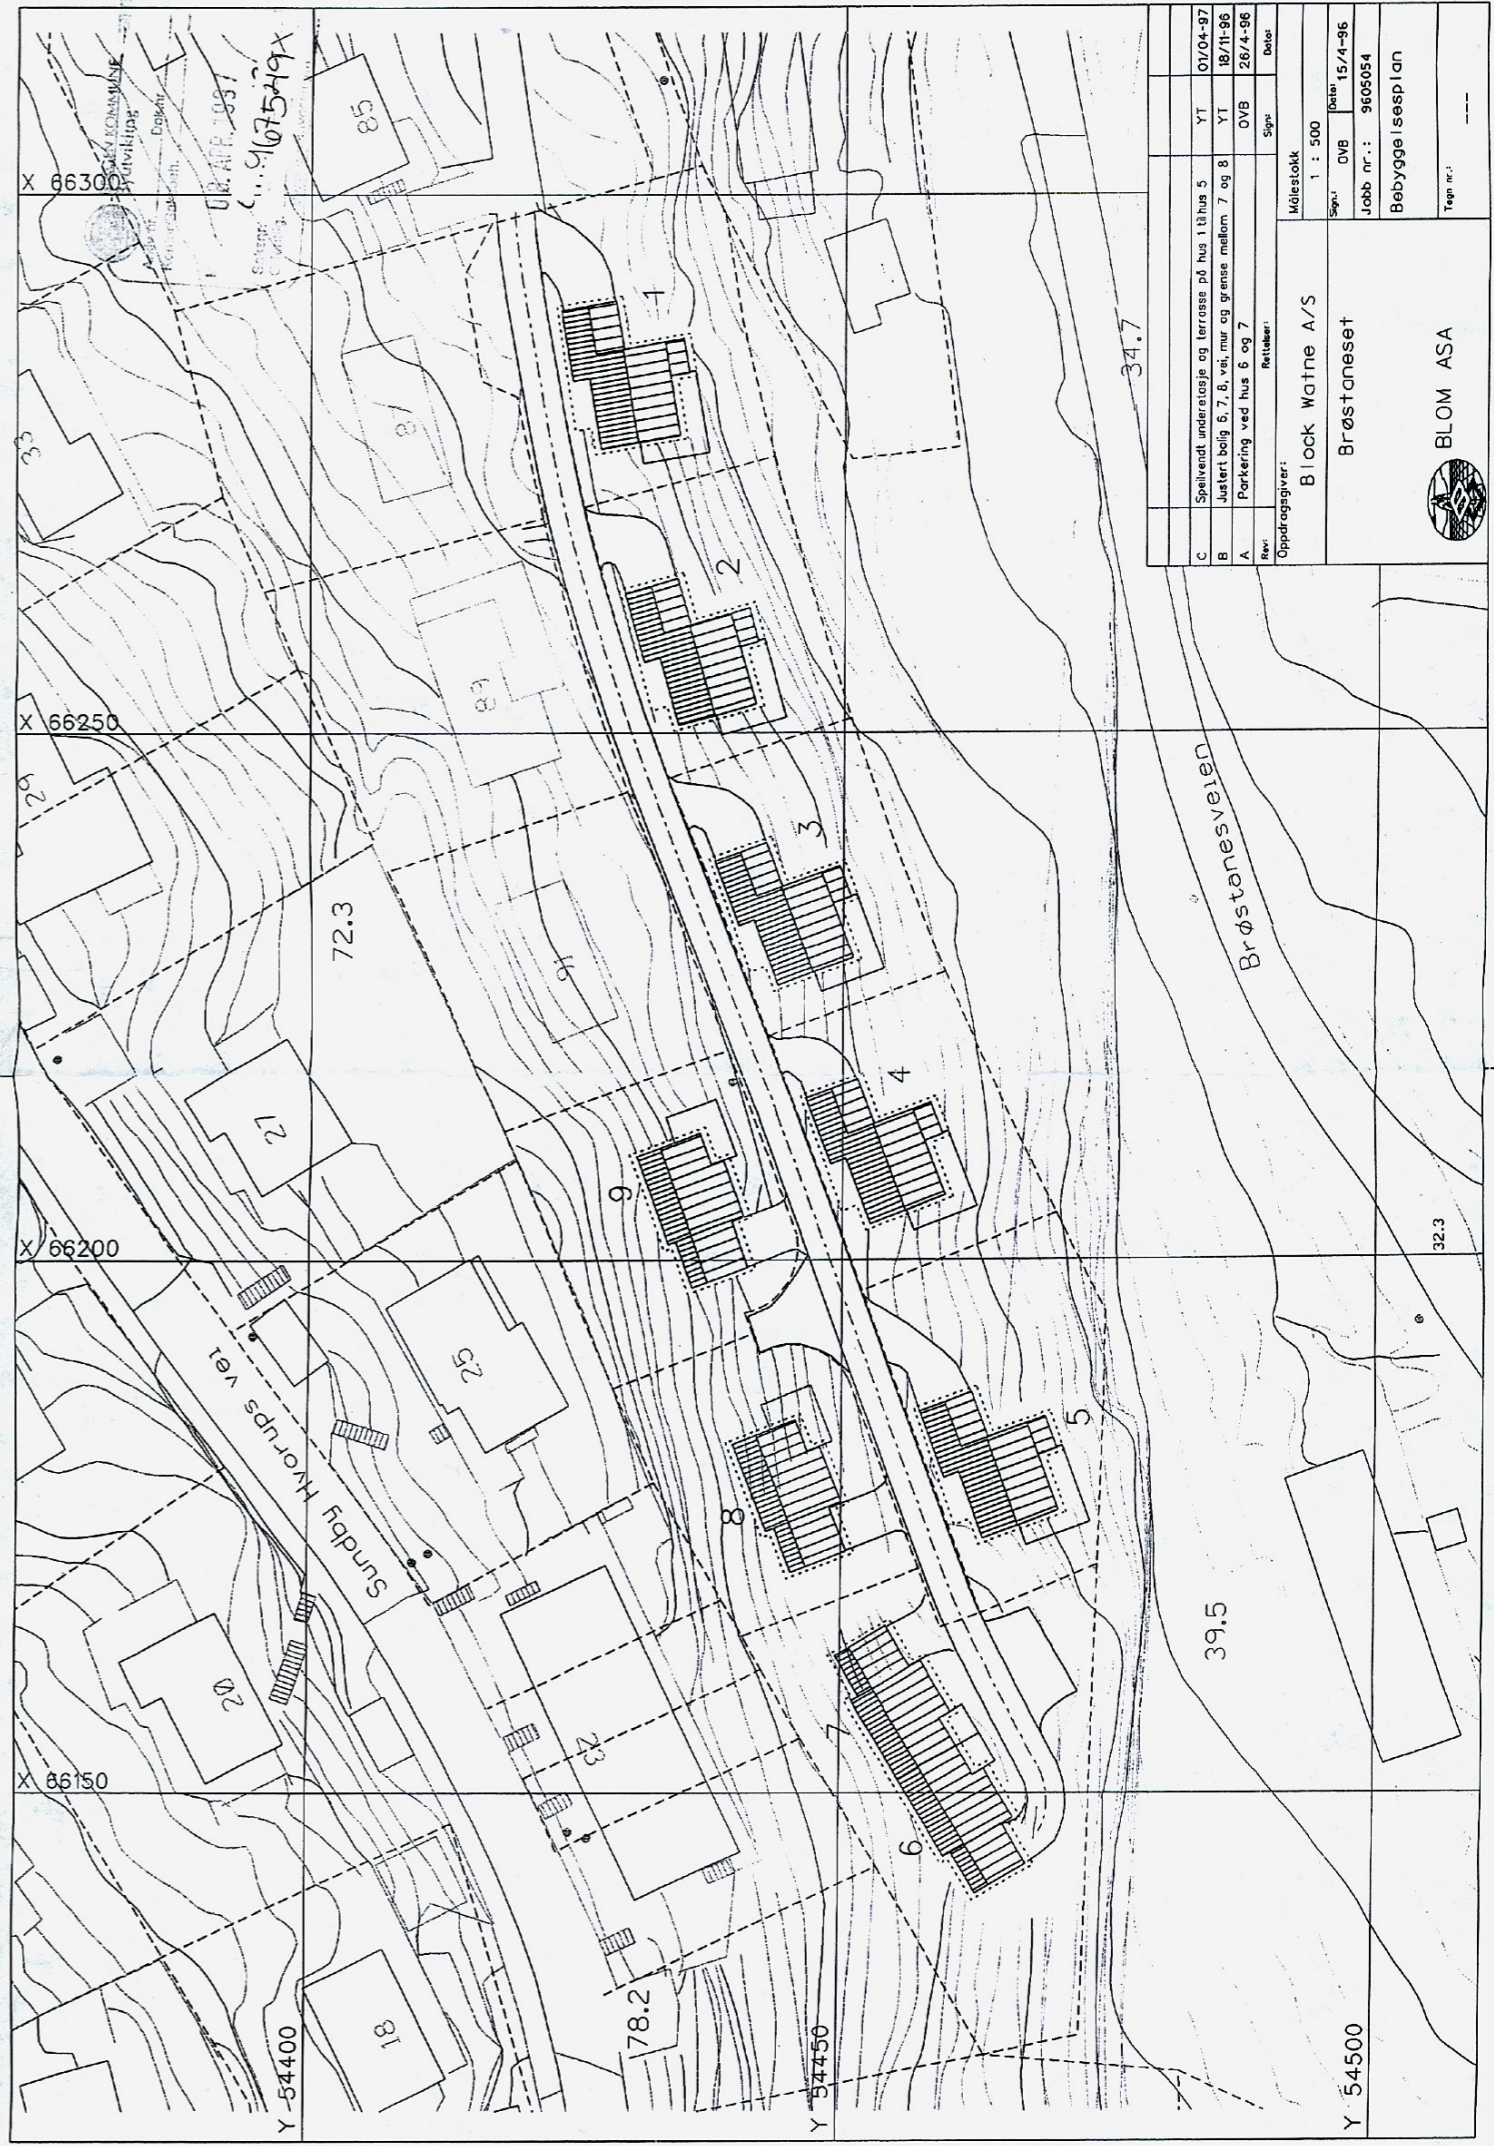 X 66300
X 66250
X 66200
X 66150
Y 54400
Y 54450
Y 54500
33
29
27
25
23
20
18
85
87
89
91
72.3
78.2
34.7
39.5
32.3
1
2
3
4
5
6
7
8
9
Sundby Hvorups vei
Brøstanesveien
C Speilvendt underetasje og terrasse på hus 1 til hus 5 YT 01/04-97
B Justert bolig 6, 7, 8, vei, mur og grense mellom 7 og 8 YT 18/11-96
A Parkering ved hus 6 og 7 OVB 26/4-96
Rev: Rettelser: Sign: Dato:
Oppdragsgiver:
Block Watne A/S
Målestokk
1 : 500
Brøstaneset
Sign.: OVB Dato: 15/4-96
Jobb nr.: 9605054
Bebyggelsesplan
BLOM ASA
Tegn nr.: ---